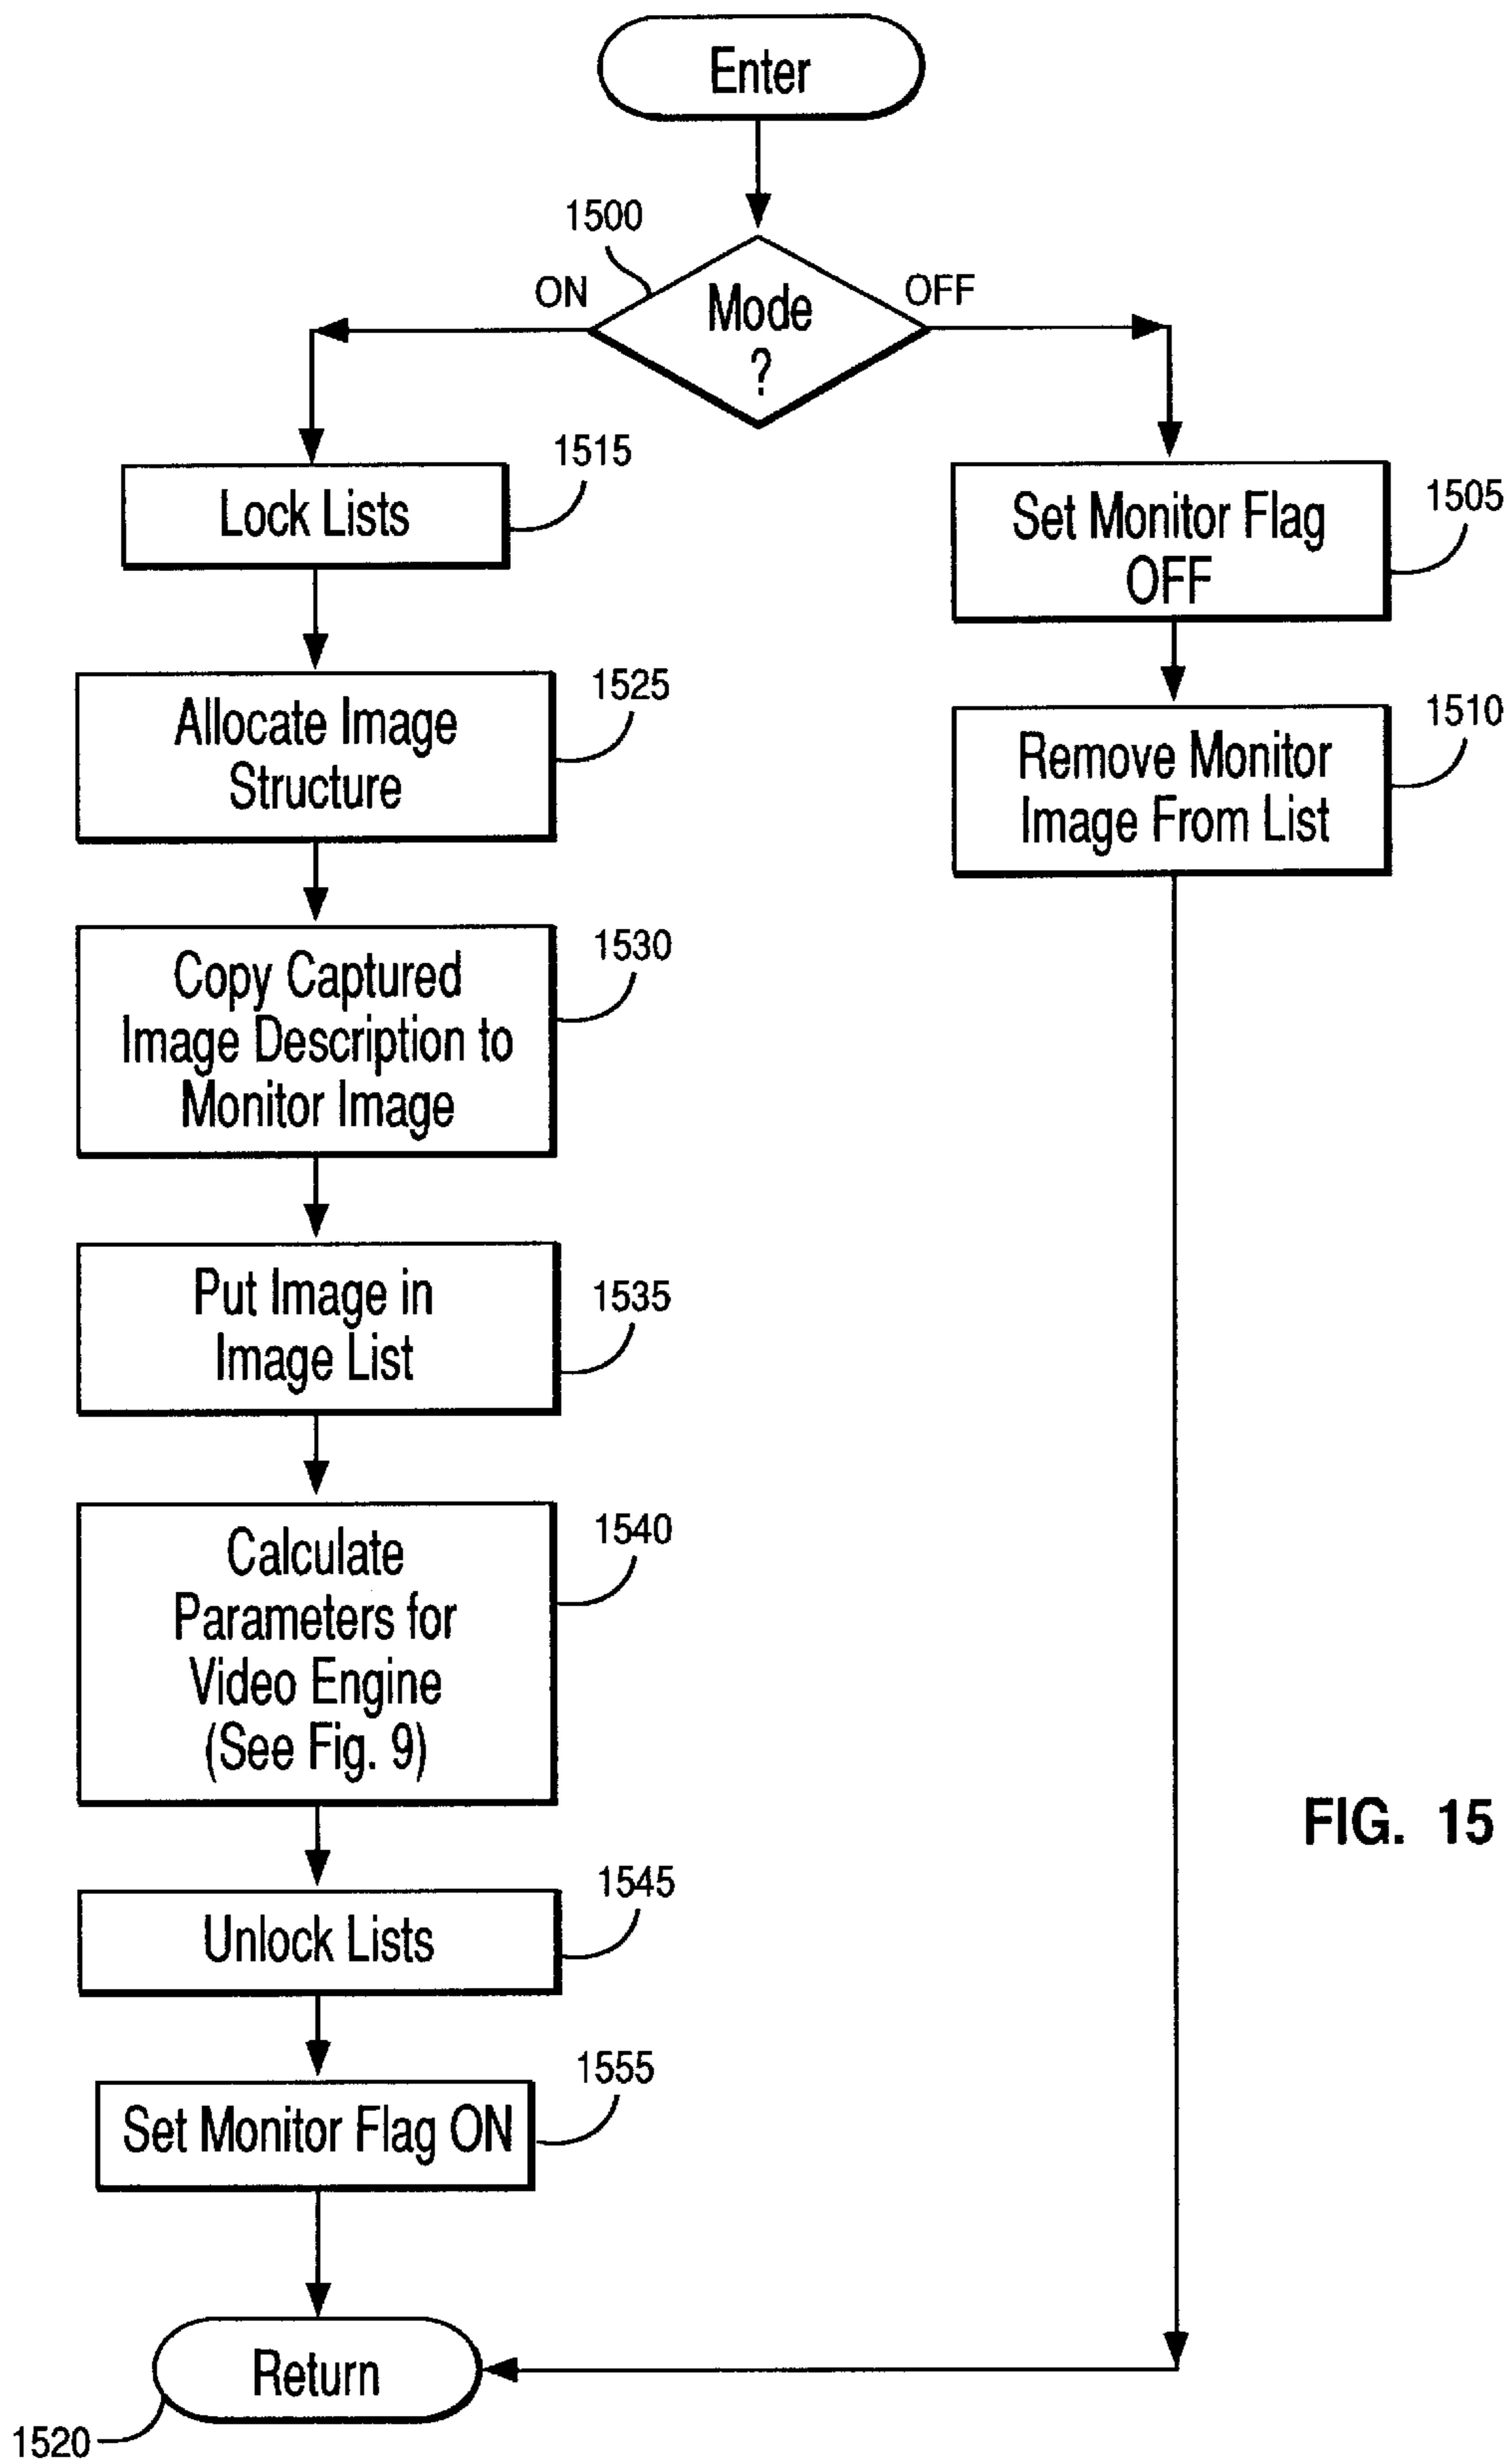 Enter
1500
ON
OFF
Mode
?
1515
Lock Lists
1505
Set Monitor Flag
OFF
1525
Allocate Image
Structure
1510
Remove Monitor
Image From List
1530
Copy Captured
Image Description to
Monitor Image
1535
Put Image in
Image List
1540
Calculate
Parameters for
Video Engine
(See Fig. 9)
FIG. 15
1545
Unlock Lists
1555
Set Monitor Flag ON
Return
1520